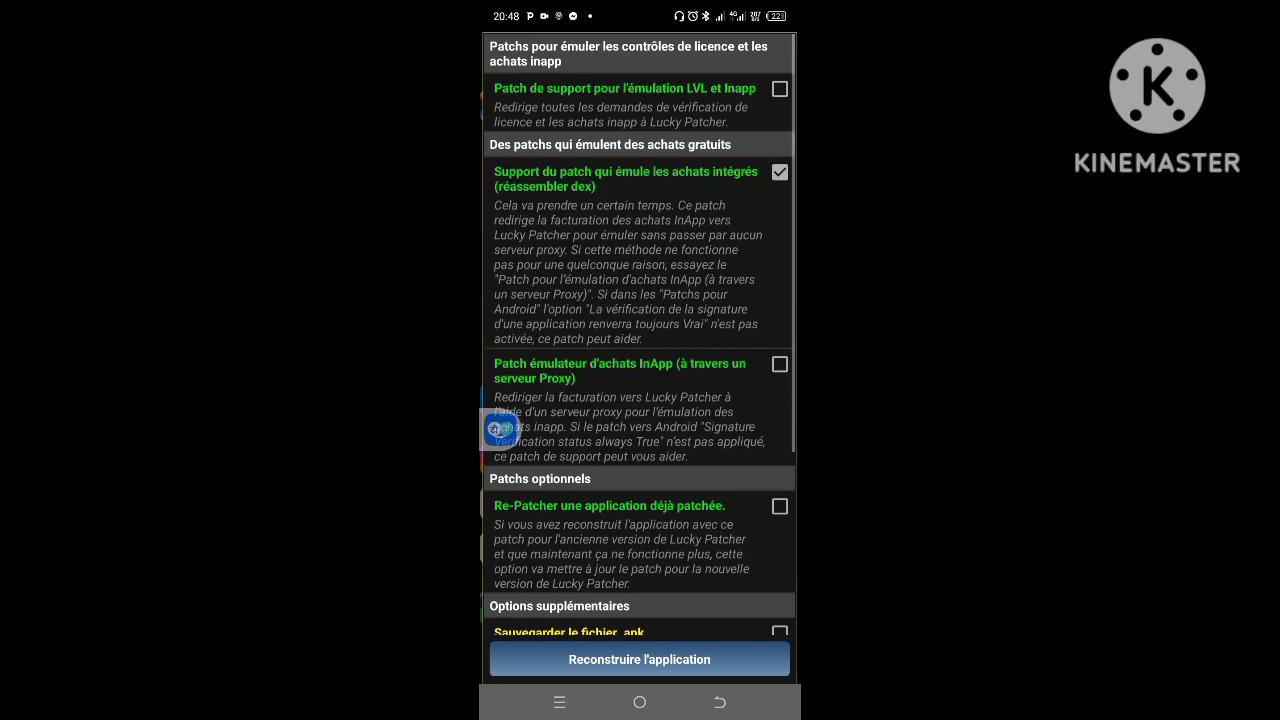 20:48
22
Patchs pour émuler les contrôles de licence et les
achats inapp
Patch de support pour l'émulation LVL et Inapp
Redirige toutes les demandes de vérification de
licence et les achats inapp à Lucky Patcher.
Des patchs qui émulent des achats gratuits
Support du patch qui émule les achats intégrés
(réassembler dex)
Cela va prendre un certain temps. Ce patch
redirige la facturation des achats InApp vers
Lucky Patcher pour émuler sans passer par aucun
serveur proxy. Si cette méthode ne fonctionne
pas pour une quelconque raison, essayez le
"Patch pour l'émulation d'achats InApp (à travers
un serveur Proxy)". Si dans les "Patchs pour
Android" l'option "La vérification de la signature
d'une application renverra toujours Vrai" n'est pas
activée, ce patch peut aider.
Patch émulateur d'achats InApp (à travers un
serveur Proxy)
Rediriger la facturation vers Lucky Patcher à
l'aide d'un serveur proxy pour l'émulation des
achats inapp. Si le patch vers Android "Signature
Verification status always True" n'est pas appliqué,
ce patch de support peut vous aider.
Patchs optionnels
Re-Patcher une application déjà patchée.
Si vous avez reconstruit l'application avec ce
patch pour l'ancienne version de Lucky Patcher
et que maintenant ça ne fonctionne plus, cette
option va mettre à jour le patch pour la nouvelle
version de Lucky Patcher.
Options supplémentaires
Sauvegarder le fichier .apk
Reconstruire l'application
K
KINEMASTER